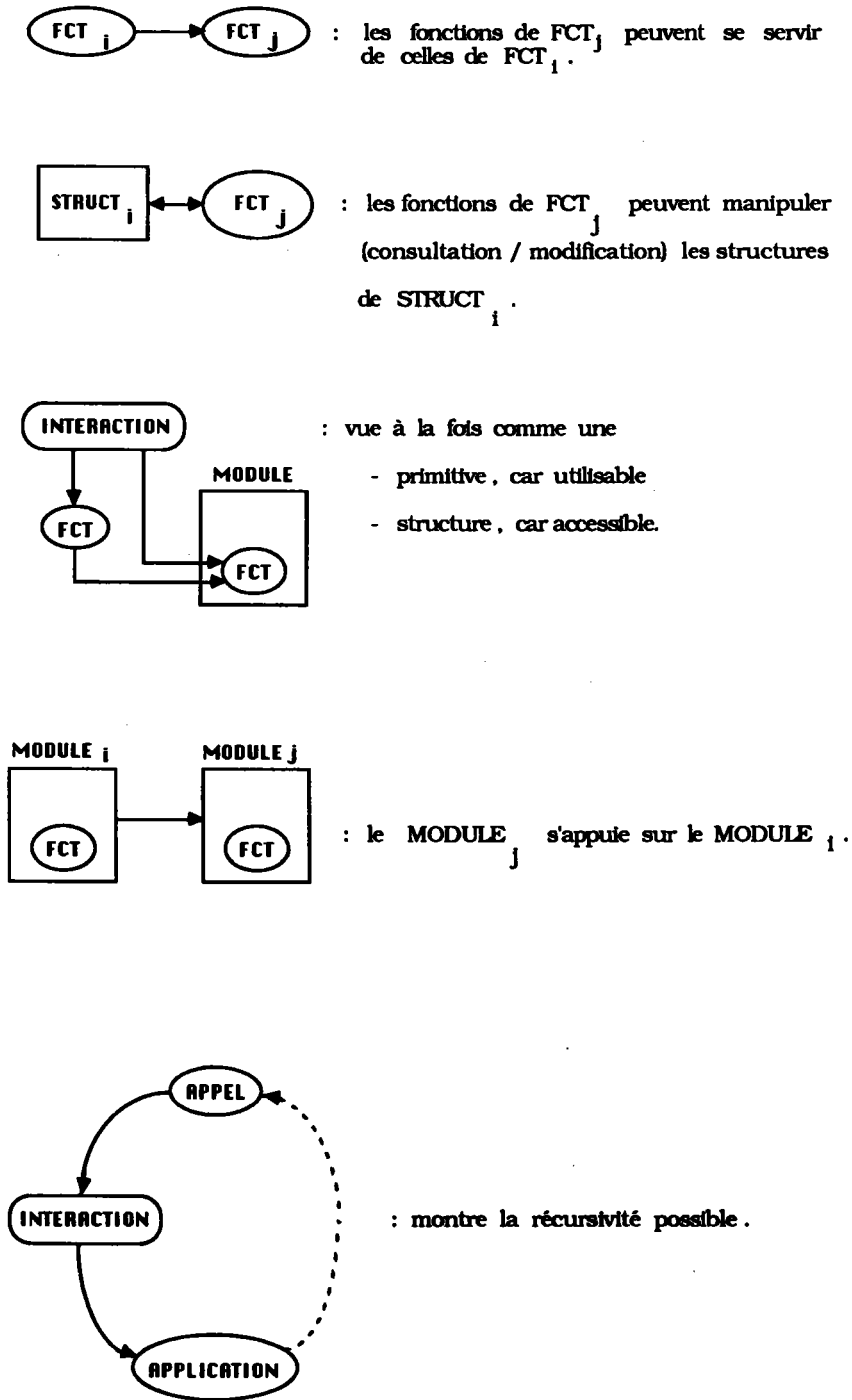 FCT i FCT j : les fonctions de FCT j peuvent se servir
de celles de FCT i .
STRUCT i FCT j : les fonctions de FCT j peuvent manipuler
(consultation / modification) les structures
de STRUCT i .
INTERACTION : vue à la fois comme une
MODULE - primitive , car utilisable
FCT - structure , car accessible.
FCT
MODULE i MODULE j
FCT FCT : le MODULE j s'appuie sur le MODULE i .
APPEL
INTERACTION : montre la récursivité possible .
APPLICATION